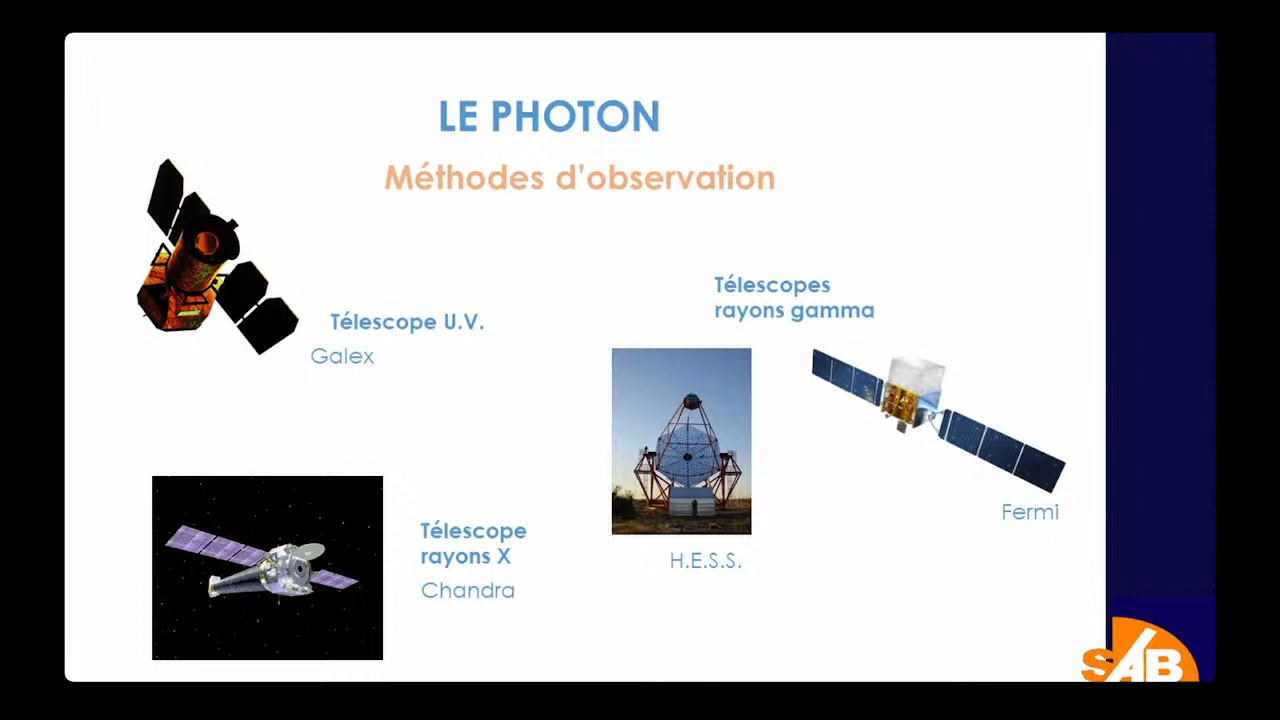 LE PHOTON
Méthodes d'observation
Télescope U.V.
Galex
Télescopes
rayons gamma
Fermi
H.E.S.S.
Télescope
rayons X
Chandra
SAB